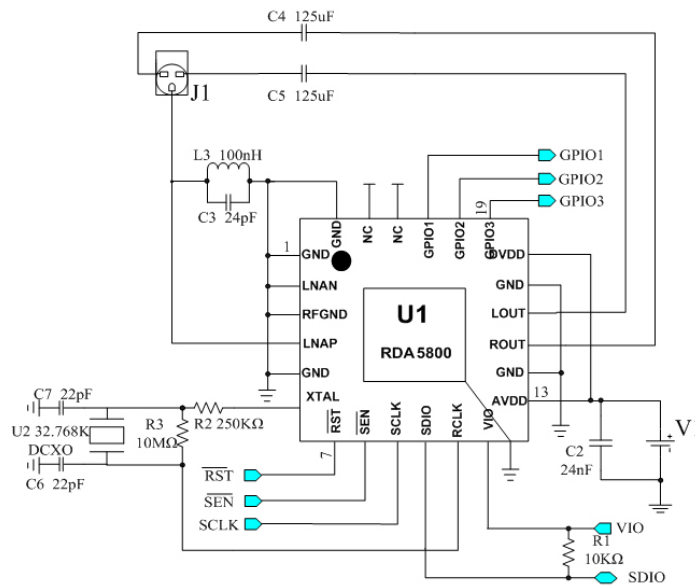 C4 125uF
J1
C5 125uF
L3 100nH
C3 24pF
GPIO1
GPIO2
GPIO3
19
GND
NC
NC
GPIO1
GPIO2
GPIO3
1
GND
LNAN
RFGND
LNAP
GND
XTAL
DVDD
GND
LOUT
ROUT
GND
AVDD
13
U1
RDA5800
RST
SEN
SCLK
SDIO
RCLK
VIO
7
C7 22pF
U2 32.768K
DCXO
C6 22pF
R3
10MΩ
R2 250KΩ
RST
SEN
SCLK
C2
24nF
V
VIO
R1
10KΩ
SDIO